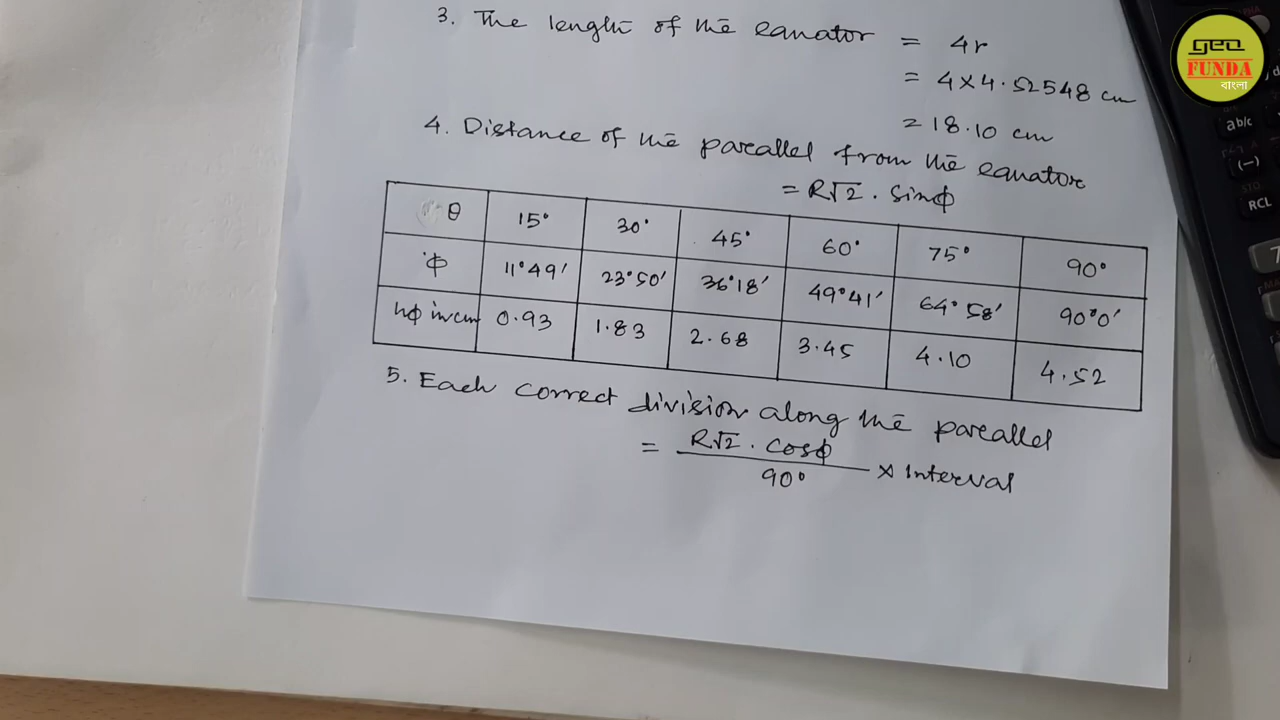 3. The length of the equator = 4r
= 4×4.52548 cm
= 18.10 cm
4. Distance of the parallel from the equator
= R√2 . sinϕ
θ 15° 30° 45° 60° 75° 90°
ϕ 11°49' 23°50' 36°18' 49°41' 64°58' 90°0'
hϕ in cm 0.93 1.83 2.68 3.45 4.10 4.52
5. Each correct division along the parallel
= R√2 . cosϕ / 90° × Interval
GEO
FUNDA
বাংলা
ab/c
(−)
STO
RCL